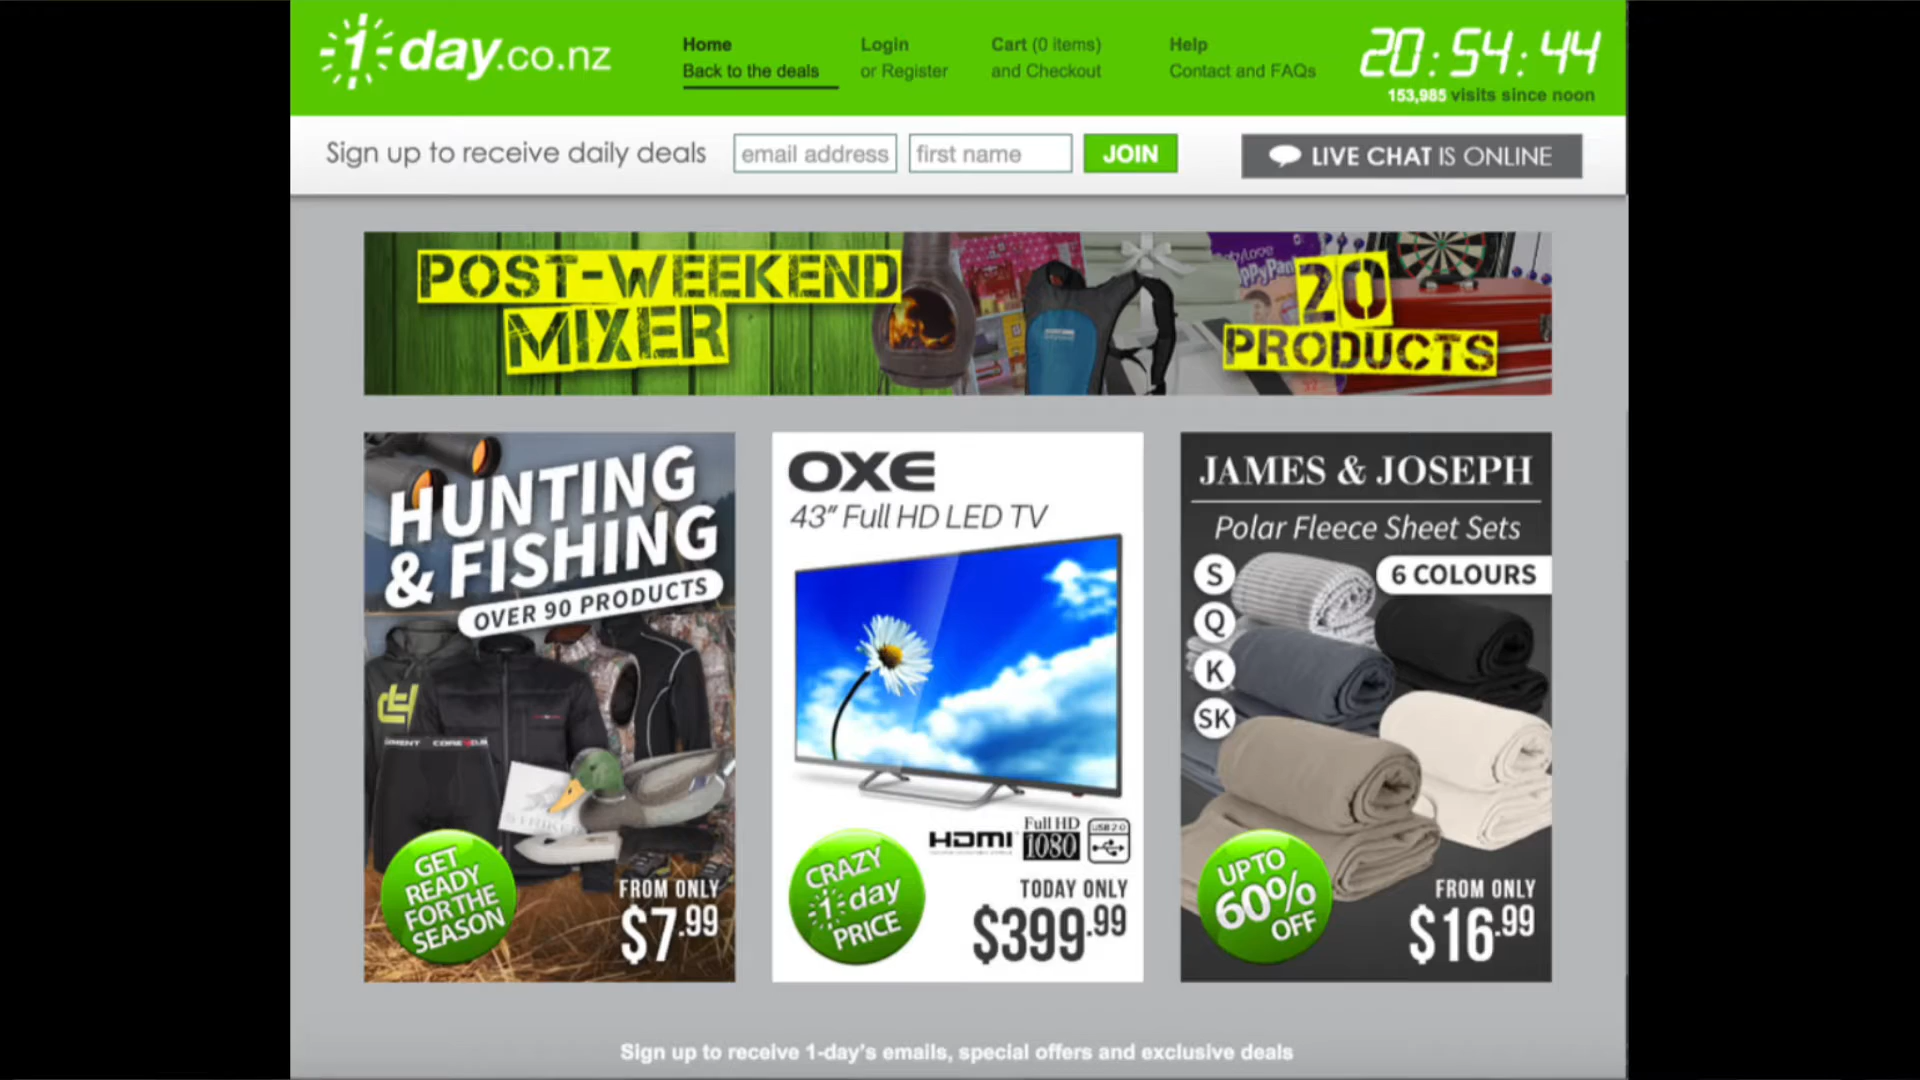 1-day.co.nz
Home
Back to the deals
Login
or Register
Cart (0 items)
and Checkout
Help
Contact and FAQs
20:54:44
153,985 visits since noon
Sign up to receive daily deals
email address
first name
JOIN
LIVE CHAT IS ONLINE
POST-WEEKEND
MIXER
20
PRODUCTS
HUNTING
& FISHING
OVER 90 PRODUCTS
GET
READY
FOR THE
SEASON
FROM ONLY
$7.99
OXE
43" Full HD LED TV
HDMI
Full HD
1080
USB 2.0
CRAZY
1-day
PRICE
TODAY ONLY
$399.99
JAMES & JOSEPH
Polar Fleece Sheet Sets
6 COLOURS
S
Q
K
SK
UP TO
60%
OFF
FROM ONLY
$16.99
Sign up to receive 1-day's emails, special offers and exclusive deals